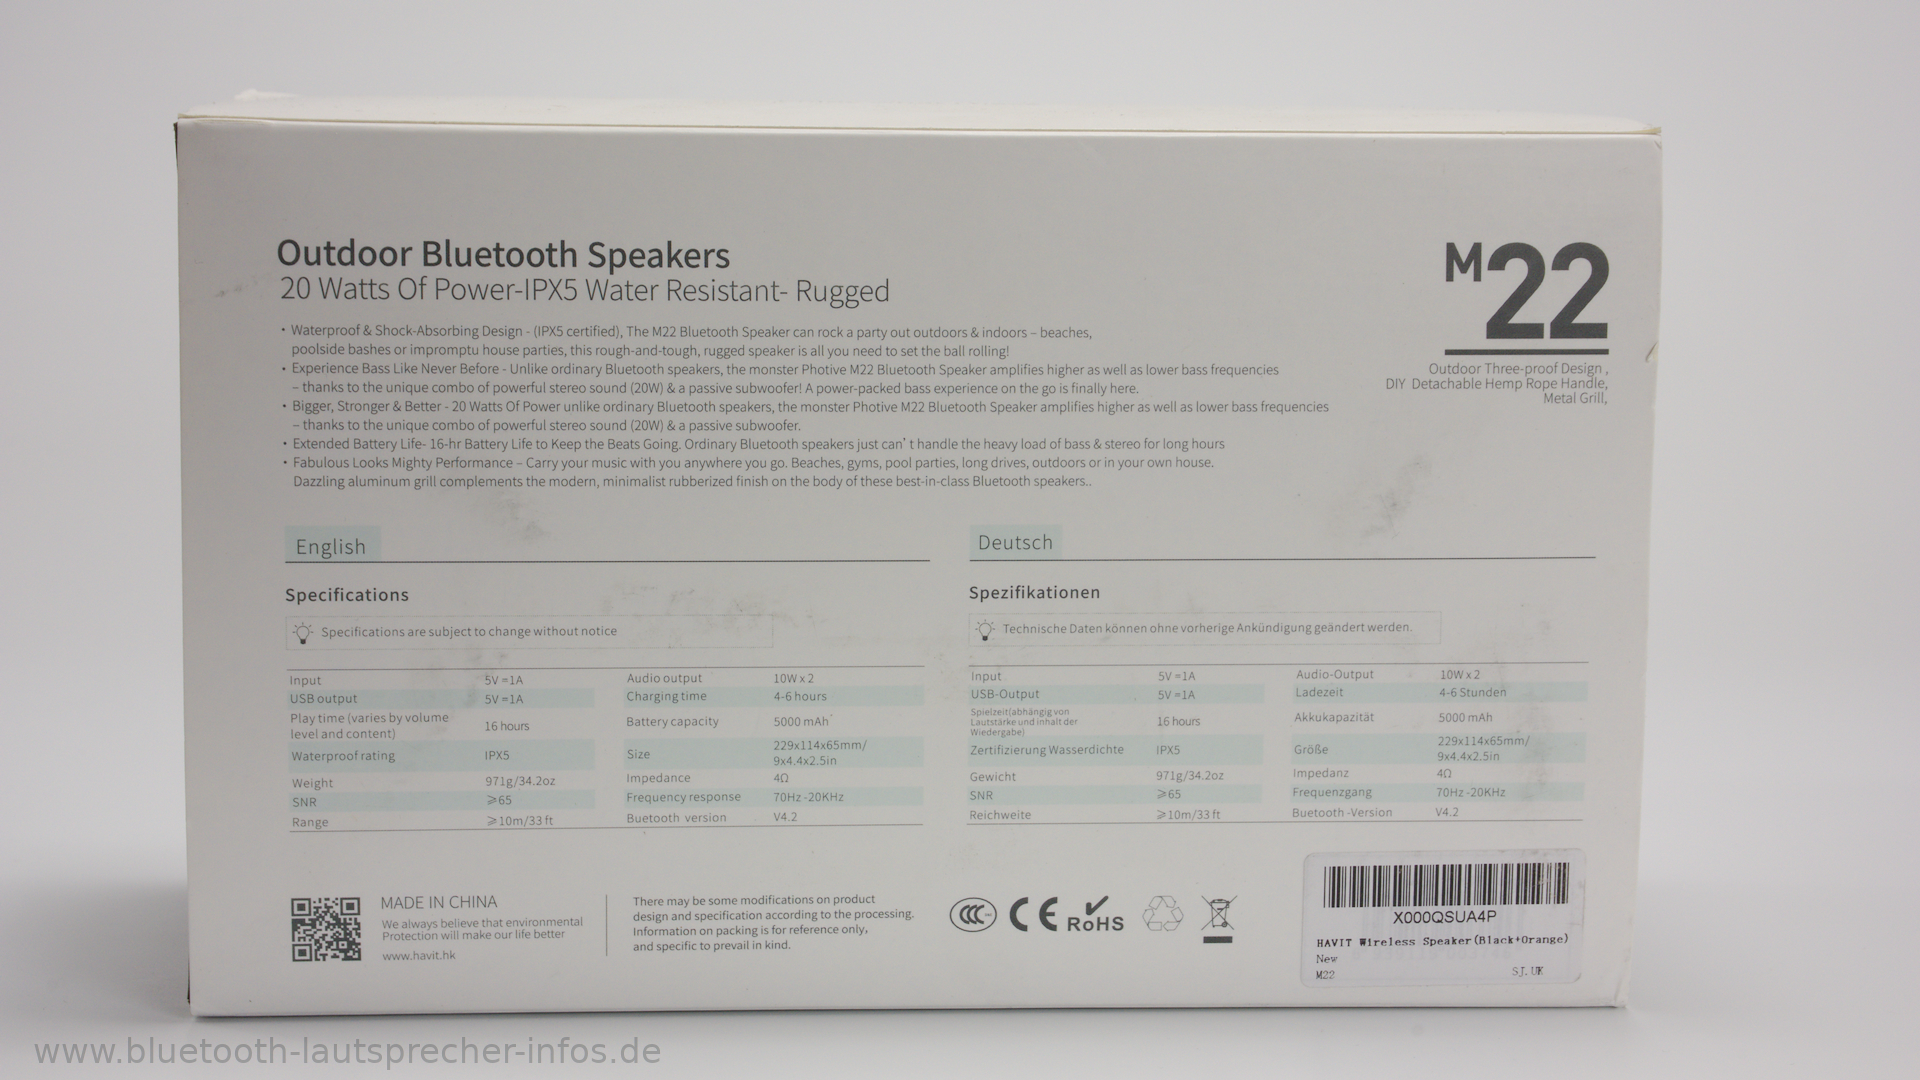 Outdoor Bluetooth Speakers
20 Watts Of Power-IPX5 Water Resistant- Rugged
M22
Outdoor Three-proof Design ,
DIY Detachable Hemp Rope Handle,
Metal Grill,
• Waterproof & Shock-Absorbing Design - (IPX5 certified), The M22 Bluetooth Speaker can rock a party out outdoors & indoors – beaches,
poolside bashes or impromptu house parties, this rough-and-tough, rugged speaker is all you need to set the ball rolling!
• Experience Bass Like Never Before - Unlike ordinary Bluetooth speakers, the monster Photive M22 Bluetooth Speaker amplifies higher as well as lower bass frequencies
– thanks to the unique combo of powerful stereo sound (20W) & a passive subwoofer! A power-packed bass experience on the go is finally here.
• Bigger, Stronger & Better - 20 Watts Of Power unlike ordinary Bluetooth speakers, the monster Photive M22 Bluetooth Speaker amplifies higher as well as lower bass frequencies
– thanks to the unique combo of powerful stereo sound (20W) & a passive subwoofer.
• Extended Battery Life- 16-hr Battery Life to Keep the Beats Going. Ordinary Bluetooth speakers just can't handle the heavy load of bass & stereo for long hours
• Fabulous Looks Mighty Performance – Carry your music with you anywhere you go. Beaches, gyms, pool parties, long drives, outdoors or in your own house.
Dazzling aluminum grill complements the modern, minimalist rubberized finish on the body of these best-in-class Bluetooth speakers..
English
Specifications
Specifications are subject to change without notice
Input 5V=1A Audio output 10W x 2
USB output 5V=1A Charging time 4-6 hours
Play time (varies by volume
level and content) 16 hours Battery capacity 5000 mAh
Waterproof rating IPX5 Size 229x114x65mm/
9x4.4x2.5in
Weight 971g/34.2oz Impedance 4Ω
SNR ⩾65 Frequency response 70Hz-20KHz
Range ⩾10m/33 ft Buetooth version V4.2
Deutsch
Spezifikationen
Technische Daten können ohne vorherige Ankündigung geändert werden.
Input 5V=1A Audio-Output 10W x 2
USB-Output 5V=1A Ladezeit 4-6 Stunden
Spielzeit(abhängig von
Lautstärke und inhalt der
Wiedergabe) 16 hours Akkukapazität 5000 mAh
Zertifizierung Wasserdichte IPX5 Größe 229x114x65mm/
9x4.4x2.5in
Gewicht 971g/34.2oz Impedanz 4Ω
SNR ⩾65 Frequenzgang 70Hz-20KHz
Reichweite ⩾10m/33 ft Buetooth -Version V4.2
MADE IN CHINA
We always believe that environmental
Protection will make our life better
www.havit.hk
There may be some modifications on product
design and specification according to the processing.
Information on packing is for reference only,
and specific to prevail in kind.
CCC CE RoHS
X000QSUA4P
HAVIT Wireless Speaker(Black+Orange)
New
M22 SJ.UK
www.bluetooth-lautsprecher-infos.de